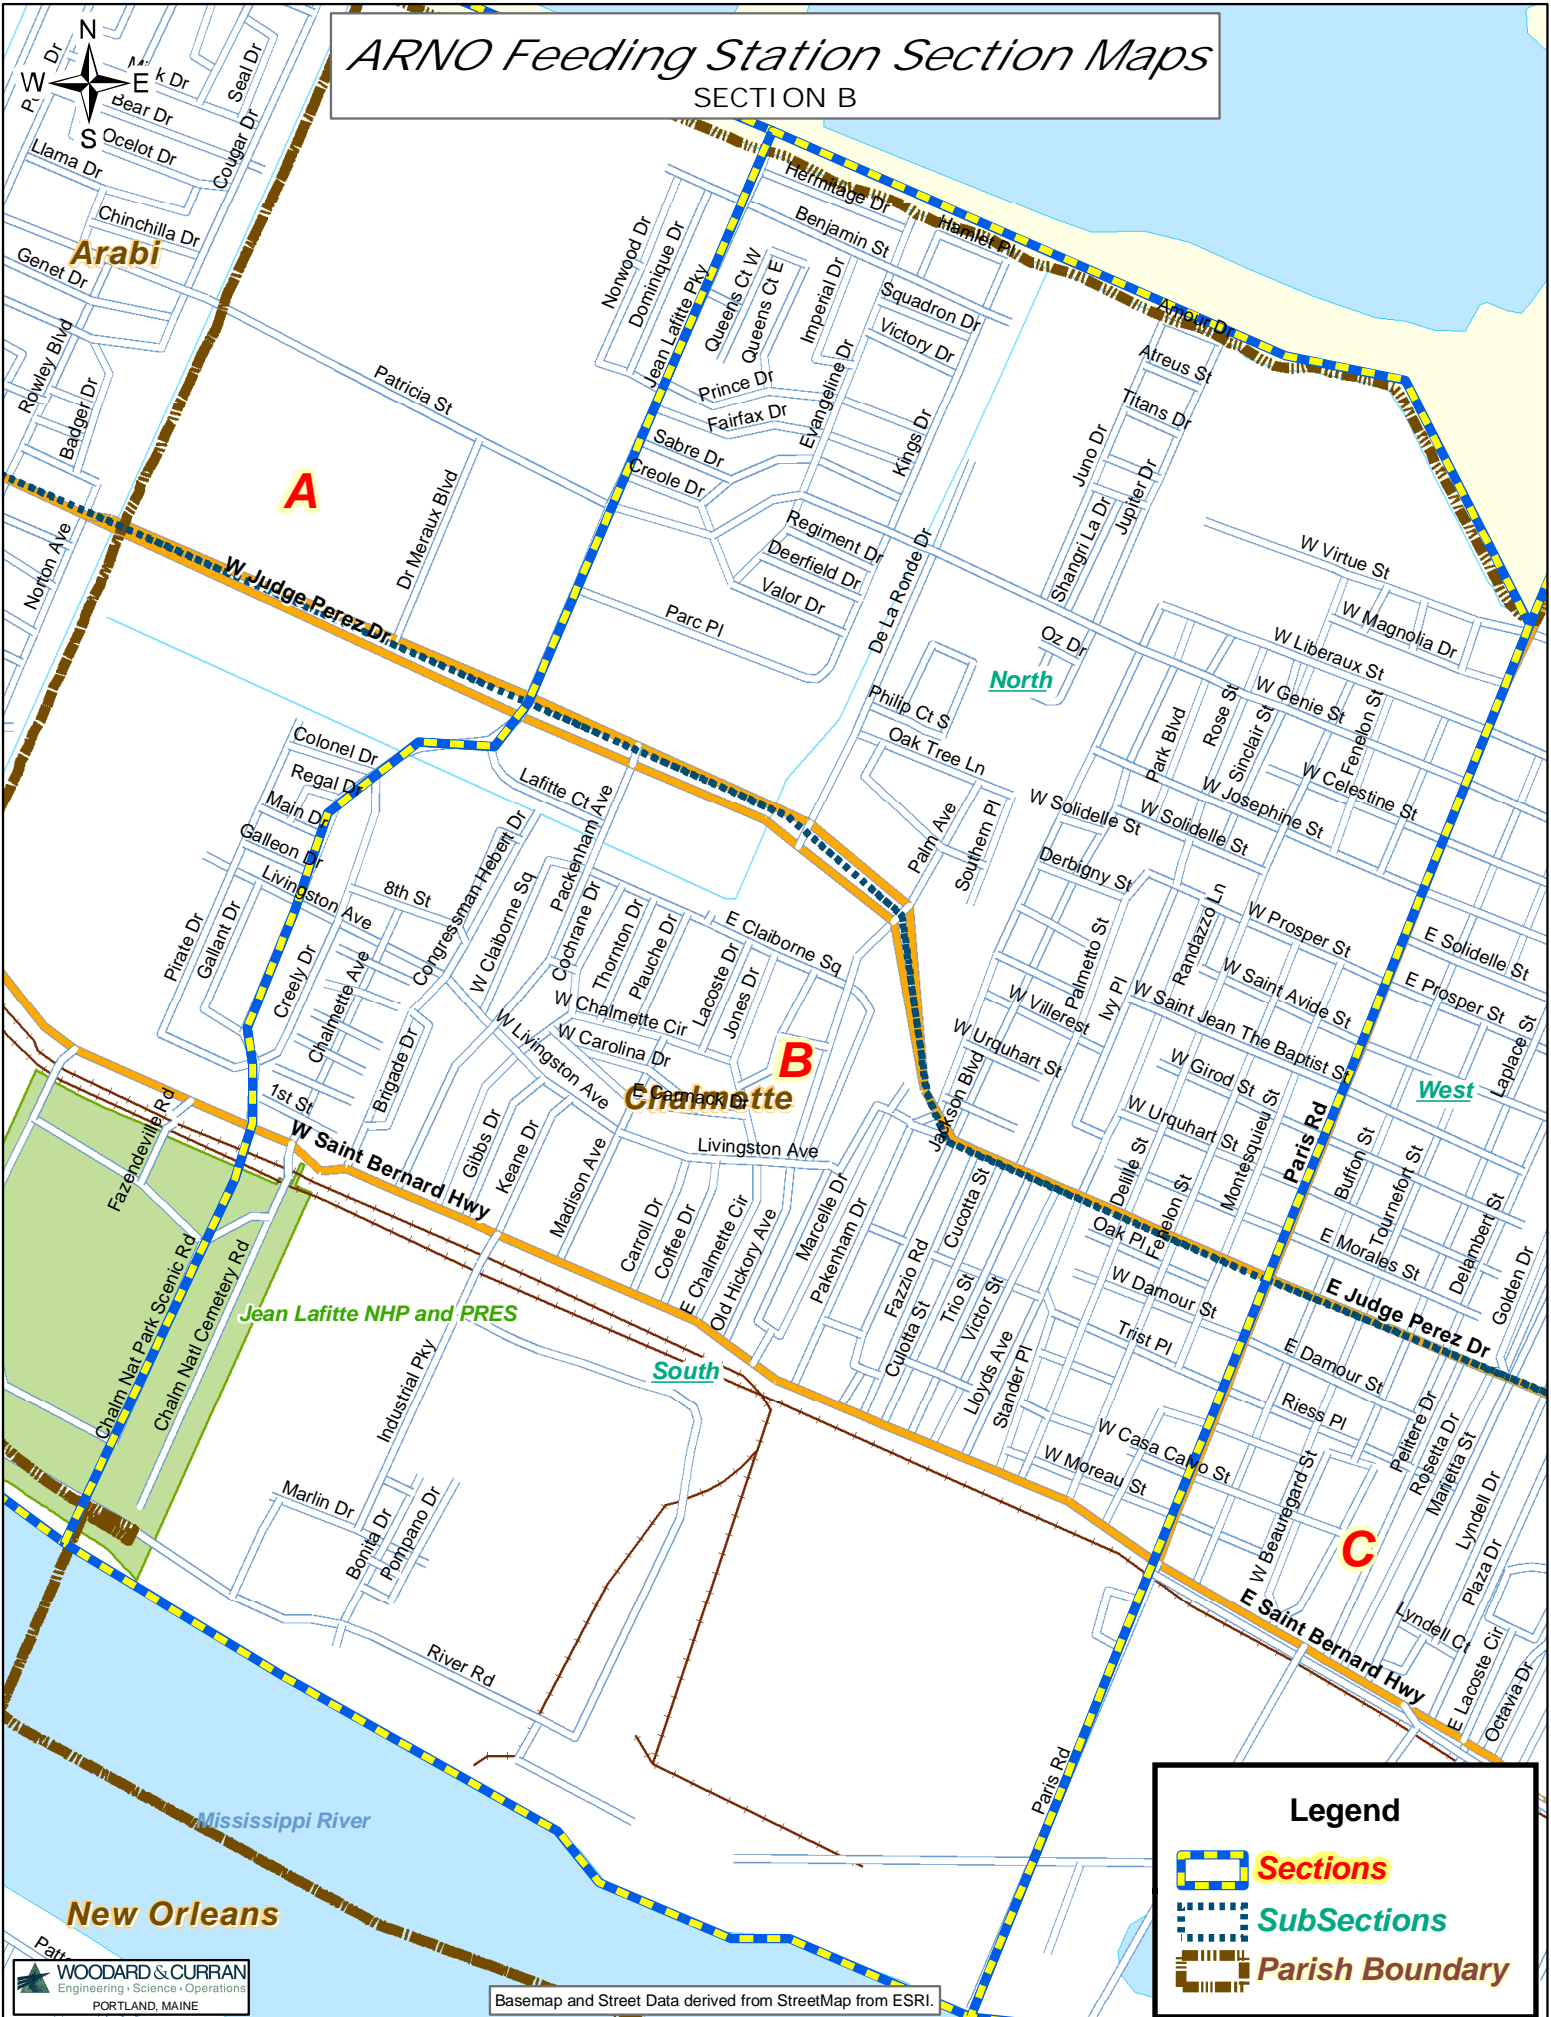 ARNO Feeding Station Section Maps
SECTION B
N
W
E
S
Seal Dr
Bear Dr
Ocelot Dr
Llama Dr
Cougar Dr
Chinchilla Dr
Arabi
Genet Dr
Rowley Blvd
Badger Dr
Norton Ave
Hermitage Dr
Hamlet Pl
Benjamin St
Norwood Dr
Dominique Dr
Jean Lafitte Pky
Queens Ct W
Queens Ct E
Imperial Dr
Squadron Dr
Victory Dr
Amour Dr
Atreus St
Titans Dr
Patricia St
Prince Dr
Fairfax Dr
Evangeline Dr
Kings Dr
Sabre Dr
Creole Dr
Juno Dr
Jupiter Dr
Shangri La Dr
A
Dr Meraux Blvd
Regiment Dr
Deerfield Dr
Valor Dr
De La Ronde Dr
W Virtue St
W Magnolia Dr
W Judge Perez Dr
Parc Pl
Oz Dr
W Liberaux St
North
W Genie St
Philip Ct S
Oak Tree Ln
Park Blvd
Rose St
Sinclair St
Fenelon St
Colonel Dr
Regal Dr
Main Dr
Galleon Dr
Livingston Ave
Lafitte Ct
Packenham Ave
W Celestine St
W Josephine St
W Solidelle St
W Solidelle St
Palm Ave
Southern Pl
Derbigny St
8th St
Congressman Hebert Dr
W Claiborne Sq
Cochrane Dr
Thornton Dr
Plauche Dr
E Claiborne Sq
Lacoste Dr
Jones Dr
Pirate Dr
Gallant Dr
Creely Dr
Chalmette Ave
Brigade Dr
Randazzo Ln
W Prosper St
E Solidelle St
E Prosper St
Palmetto St
Ivy Pl
W Saint Avide St
W Saint Jean The Baptist St
W Villerest
W Urquhart St
W Chalmette Cir
W Carolina Dr
W Livingston Ave
B
Chalmette
E Carmack Dr
Jackson Blvd
W Girod St
Laplace St
West
1st St
Fazendeville Rd
W Saint Bernard Hwy
Gibbs Dr
Keane Dr
Madison Ave
Livingston Ave
W Urquhart St
Montesquieu St
Paris Rd
Buffon St
Tournefort St
Delille St
Fenelon St
Oak Pl
Carroll Dr
Coffee Dr
E Chalmette Cir
Old Hickory Ave
Marcelle Dr
Pakenham Dr
Cucotta St
Fazzio Rd
Culotta St
Trio St
Victor St
E Morales St
Delambert St
Golden Dr
E Judge Perez Dr
W Damour St
Trist Pl
E Damour St
Lloyds Ave
Stander Pl
Chalm Nat Park Scenic Rd
Chalm Natl Cemetery Rd
Jean Lafitte NHP and PRES
Industrial Pky
South
Riess Pl
Pelitere Dr
Rosetta Dr
Marietta St
W Casa Calvo St
W Moreau St
W Beauregard St
Lyndell Dr
Plaza Dr
Marlin Dr
Bonita Dr
Pompano Dr
C
E Saint Bernard Hwy
Lyndell Ct
E Lacoste Cir
Octavia Dr
River Rd
Paris Rd
Mississippi River
New Orleans
WOODARD & CURRAN
Engineering · Science · Operations
PORTLAND, MAINE
Basemap and Street Data derived from StreetMap from ESRI.
Legend
Sections
SubSections
Parish Boundary